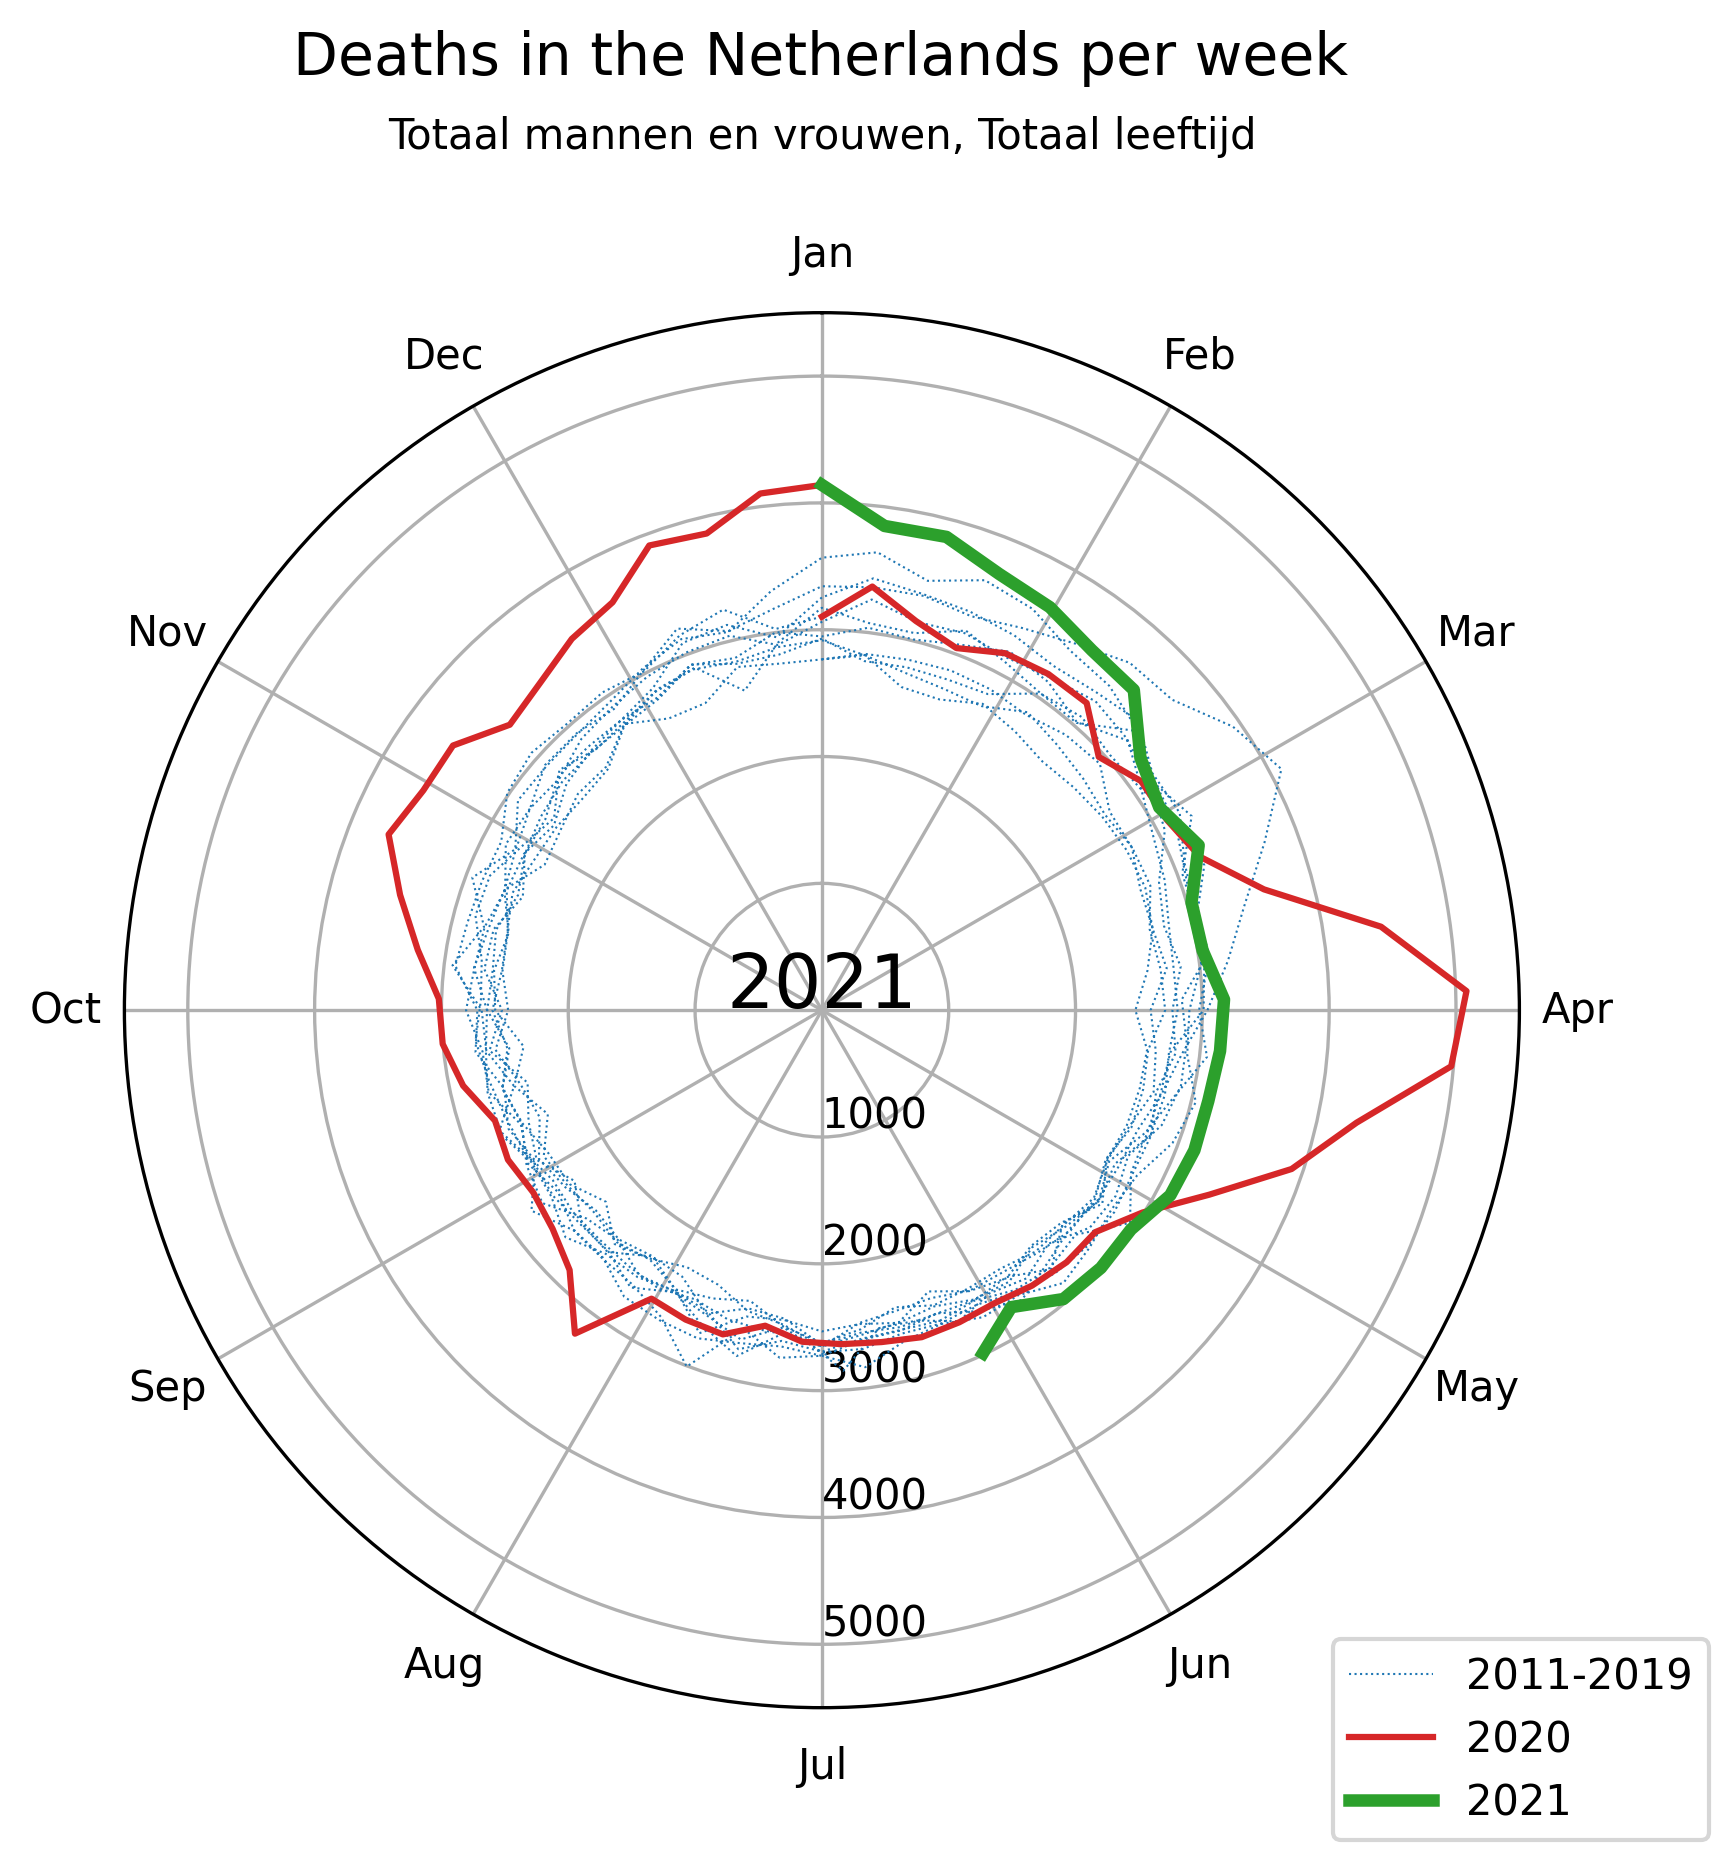 Deaths in the Netherlands per week
Totaal mannen en vrouwen, Totaal leeftijd
Jan
Dec
Feb
Nov
Mar
2021
Oct
Apr
1000
2000
3000
Sep
May
4000
5000
Aug
Jun
Jul
2011-2019
2020
2021